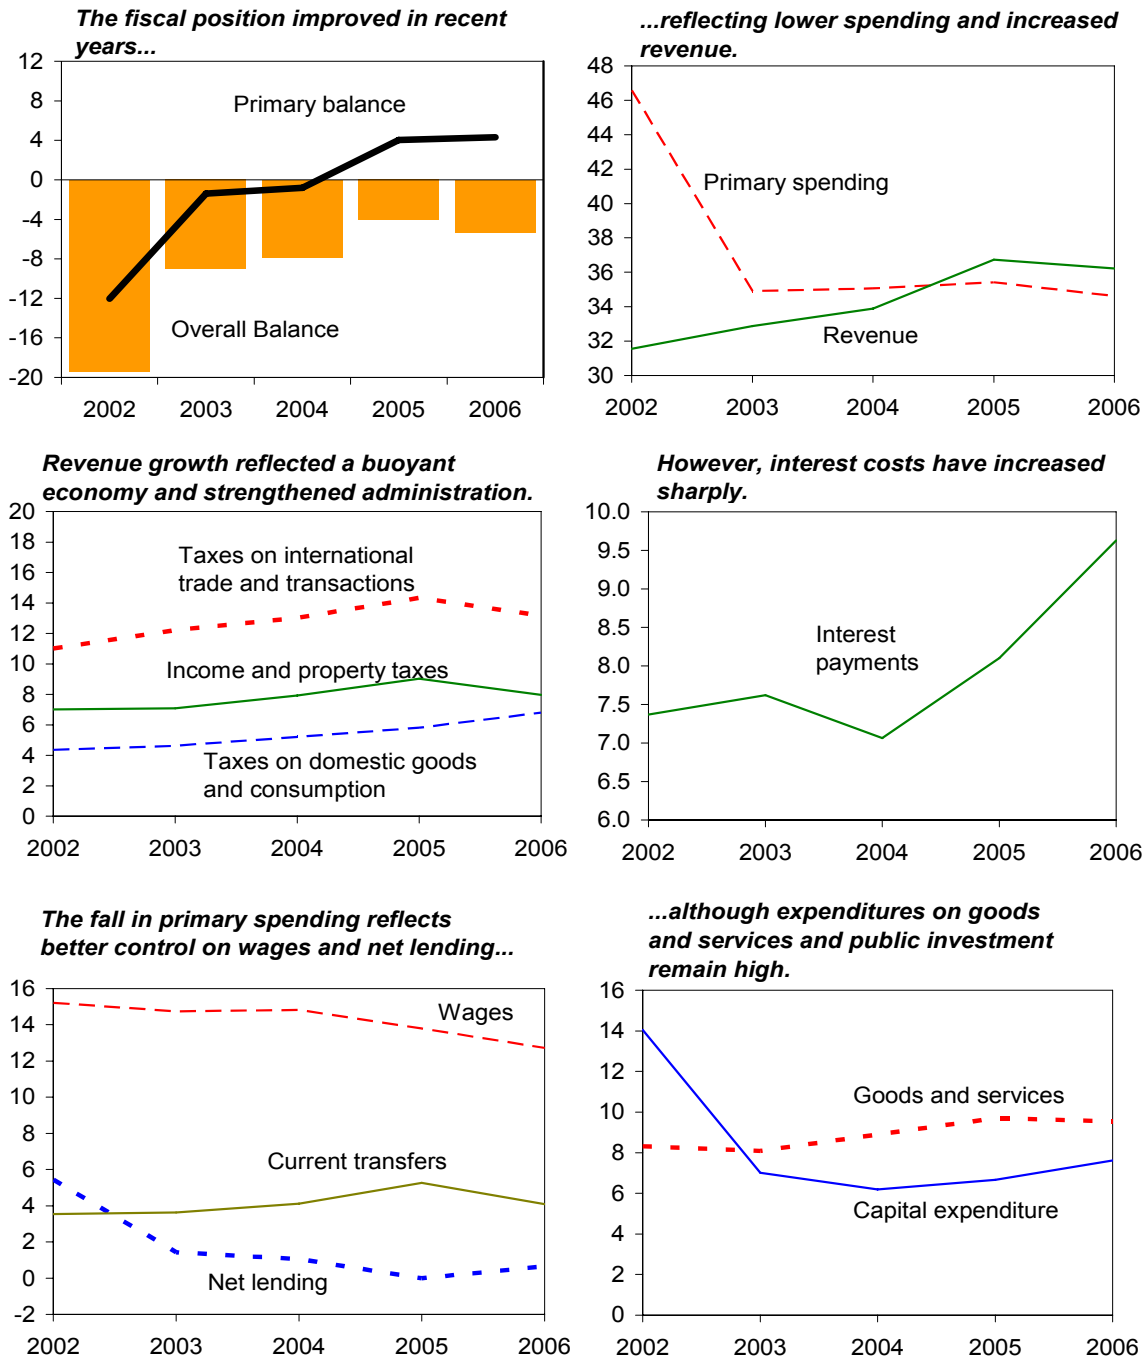 The fiscal position improved in recent
years...
12
8
4
0
-4
-8
-12
-16
-20
Primary balance
Overall Balance
2002 2003 2004 2005 2006
...reflecting lower spending and increased
revenue.
48
46
44
42
40
38
36
34
32
30
Primary spending
Revenue
2002 2003 2004 2005 2006
Revenue growth reflected a buoyant
economy and strengthened administration.
20
18
16
14
12
10
8
6
4
2
0
Taxes on international
trade and transactions
Income and property taxes
Taxes on domestic goods
and consumption
2002 2003 2004 2005 2006
However, interest costs have increased
sharply.
10.0
9.5
9.0
8.5
8.0
7.5
7.0
6.5
6.0
Interest
payments
2002 2003 2004 2005 2006
The fall in primary spending reflects
better control on wages and net lending...
16
14
12
10
8
6
4
2
0
-2
Wages
Current transfers
Net lending
2002 2003 2004 2005 2006
...although expenditures on goods
and services and public investment
remain high.
16
14
12
10
8
6
4
2
0
Goods and services
Capital expenditure
2002 2003 2004 2005 2006